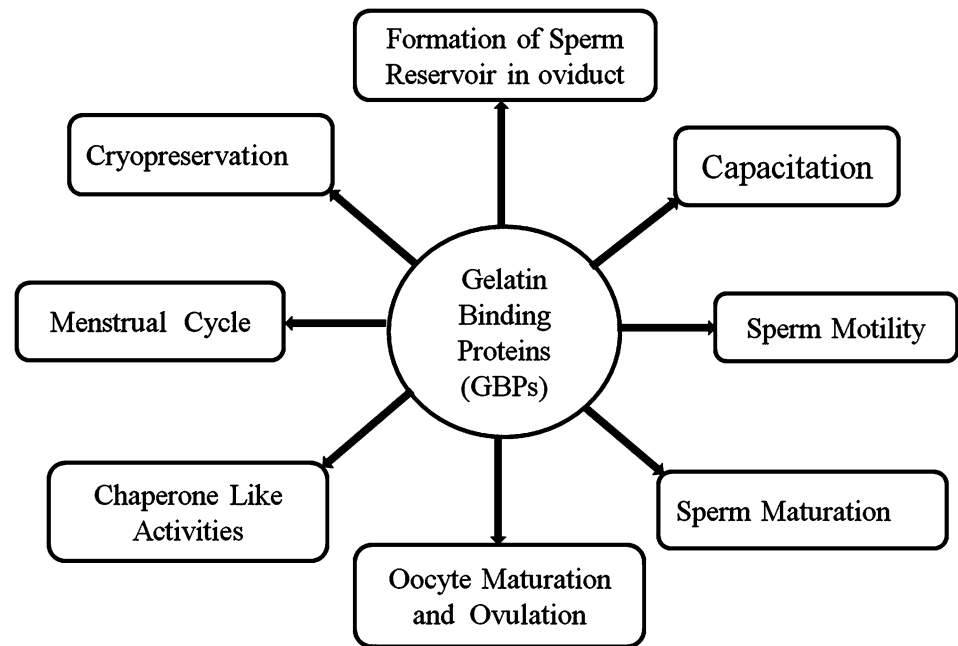 Formation of Sperm
Reservoir in oviduct
Cryopreservation
Capacitation
Gelatin
Binding
Proteins
(GBPs)
Menstrual Cycle
Sperm Motility
Chaperone Like
Activities
Sperm Maturation
Oocyte Maturation
and Ovulation